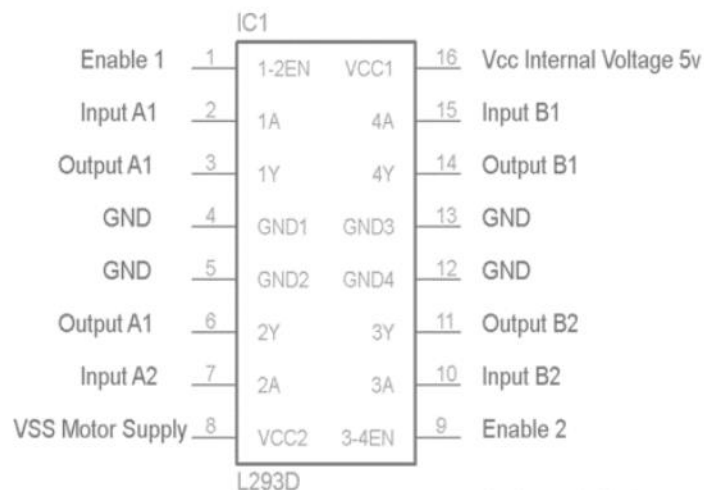 IC1
Enable 1 1 1-2EN VCC1 16 Vcc Internal Voltage 5v
Input A1 2 1A 4A 15 Input B1
Output A1 3 1Y 4Y 14 Output B1
GND 4 GND1 GND3 13 GND
GND 5 GND2 GND4 12 GND
Output A1 6 2Y 3Y 11 Output B2
Input A2 7 2A 3A 10 Input B2
VSS Motor Supply 8 VCC2 3-4EN 9 Enable 2
L293D